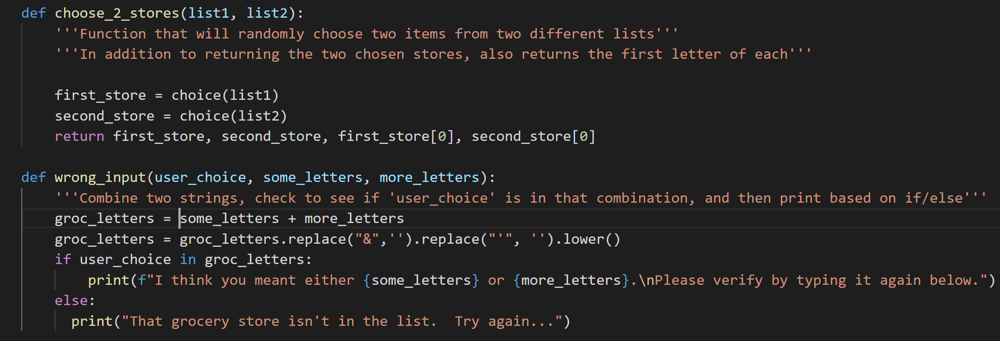 def choose_2_stores(list1, list2):
    '''Function that will randomly choose two items from two different lists'''
    '''In addition to returning the two chosen stores, also returns the first letter of each'''

    first_store = choice(list1)
    second_store = choice(list2)
    return first_store, second_store, first_store[0], second_store[0]

def wrong_input(user_choice, some_letters, more_letters):
    '''Combine two strings, check to see if 'user_choice' is in that combination, and then print based on if/else'''
    groc_letters = some_letters + more_letters
    groc_letters = groc_letters.replace("&",'').replace("'", '').lower()
    if user_choice in groc_letters:
        print(f"I think you meant either {some_letters} or {more_letters}.\nPlease verify by typing it again below.")
    else:
      print("That grocery store isn't in the list.  Try again...")